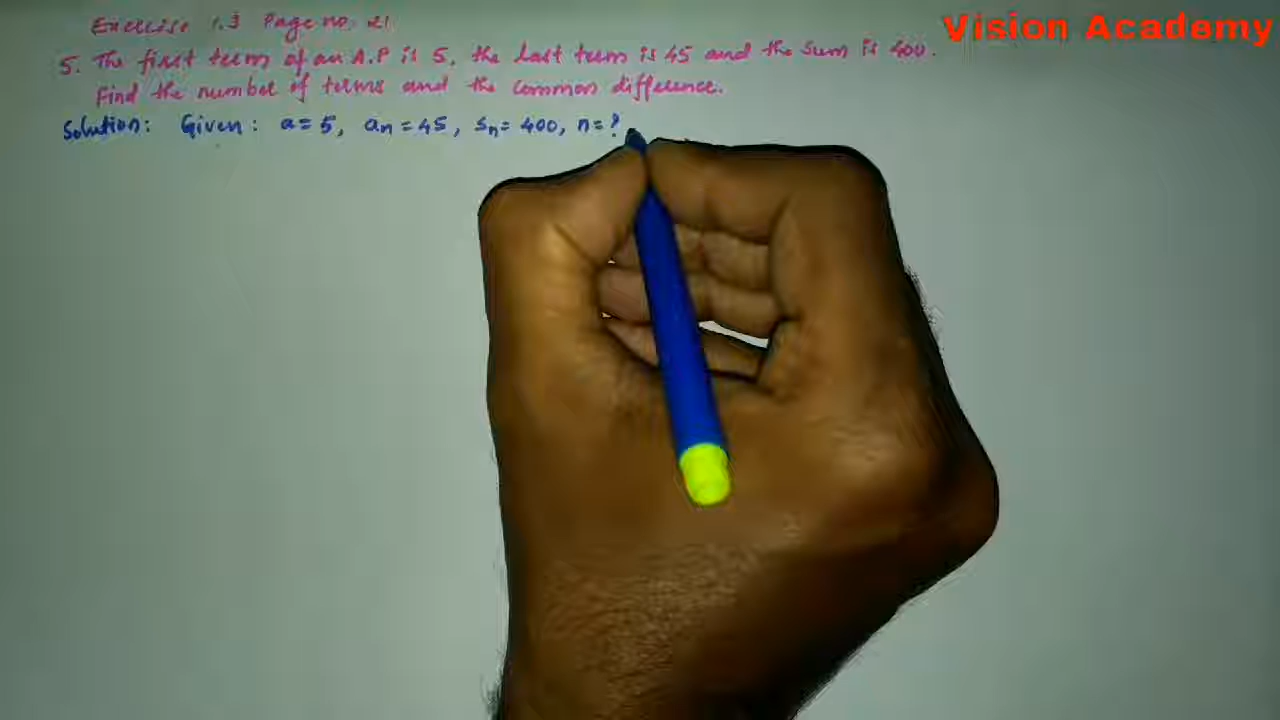 Exercise 1.3 Page no. 21
Vision Academy
5. The first term of an A.P is 5, the last term is 45 and the sum is 400.
Find the number of terms and the common difference.
Solution: Given: a = 5, an = 45, Sn = 400, n = ?